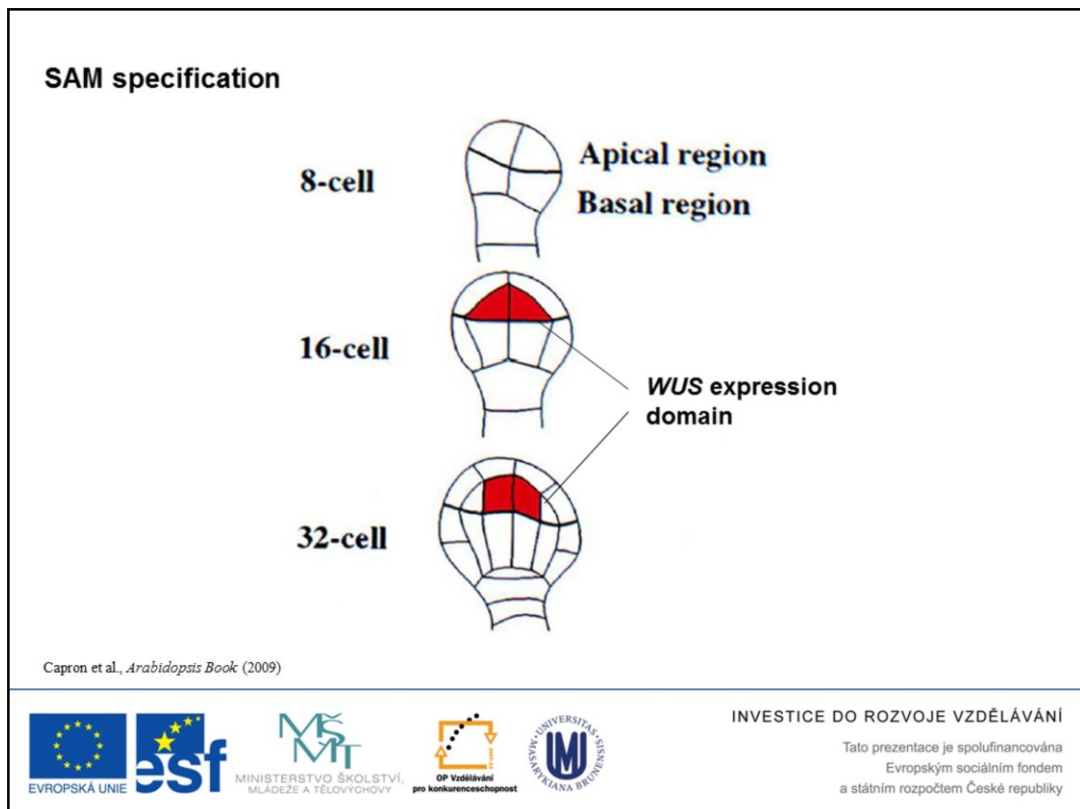 SAM specification
8-cell
Apical region
Basal region
16-cell
WUS expression
domain
32-cell
Capron et al., Arabidopsis Book (2009)
EVROPSKÁ UNIE
esf
MŠMT
MINISTERSTVO ŠKOLSTVÍ,
MLÁDEŽE A TĚLOVÝCHOVY
OP Vzdělávání
pro konkurenceschopnost
UNIVERSITAS MASARYKIANA BRUNENSIS
INVESTICE DO ROZVOJE VZDĚLÁVÁNÍ
Tato prezentace je spolufinancována
Evropským sociálním fondem
a státním rozpočtem České republiky